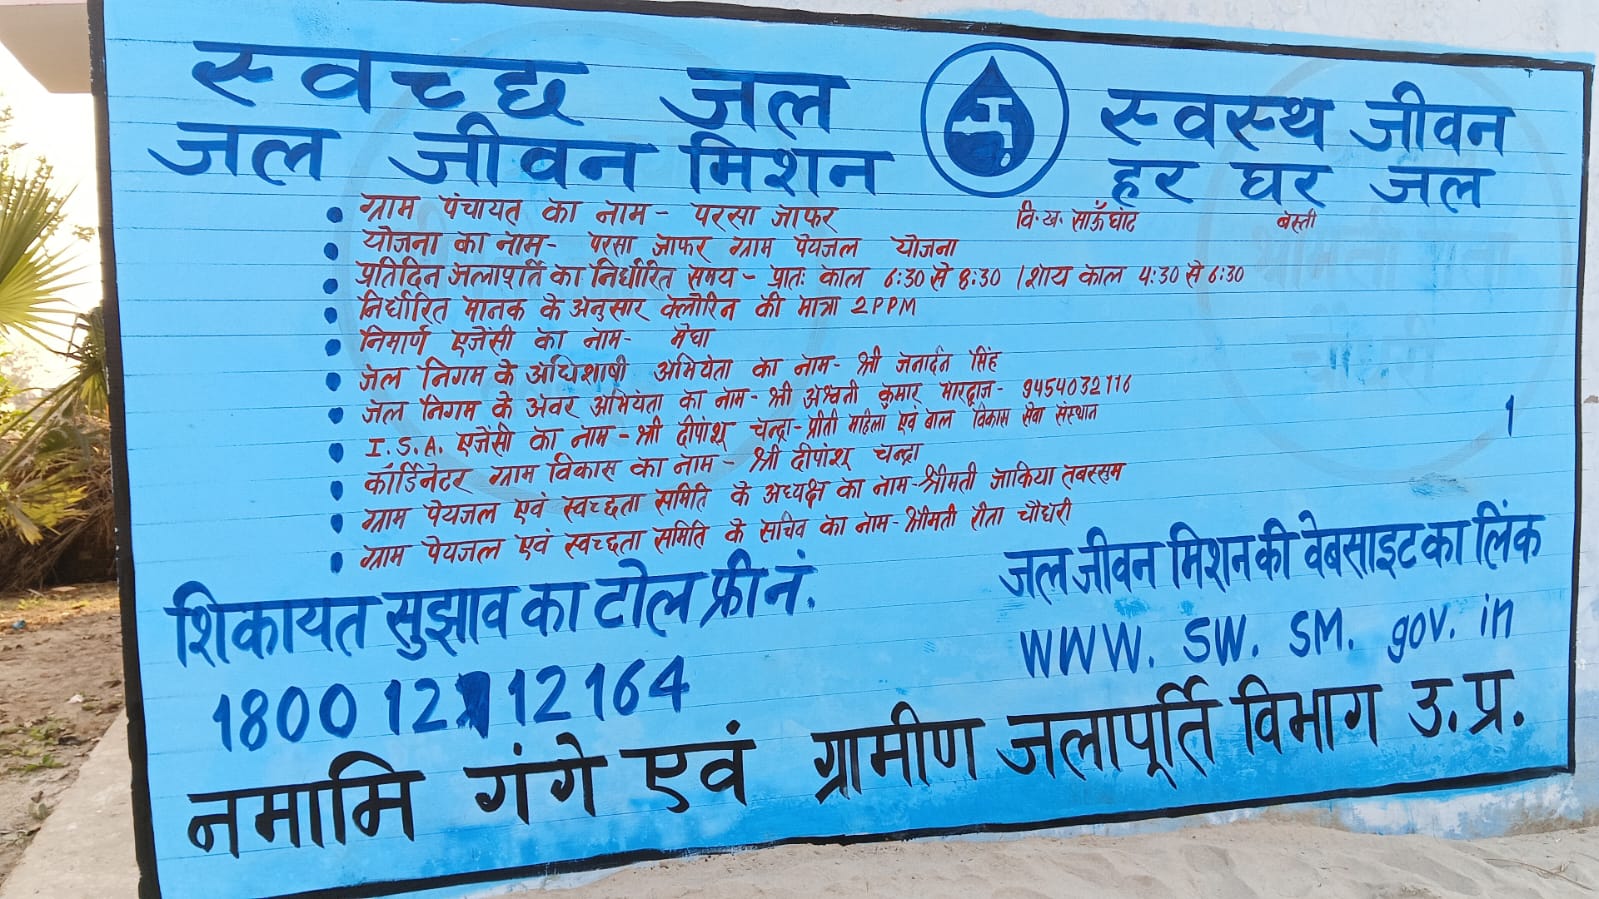 स्वच्छ जल स्वस्थ जीवन
जल जीवन मिशन हर घर जल
ग्राम पंचायत का नाम- परसा जाफर वि.ख. साऊँघाट बस्ती
योजना का नाम- परसा जाफर ग्राम पेयजल योजना
प्रतिदिन जलापूर्ति का निर्धारित समय - प्रातः काल 6:30 से 8:30 । शाय काल 4:30 से 6:30
निर्धारित मानक के अनुसार क्लोरिन की मात्रा 2 PPM
निमार्ण एजेंसी का नाम- मेघा
जल निगम के अधिशाषी अभियंता का नाम- श्री जनार्दन सिंह
जल निगम के अवर अभियंता का नाम- श्री अश्वनी कुमार भारद्वाज- 9454032116
I.S.A. एजेंसी का नाम - श्री दीपांशू चन्द्रा- प्रीती महिला एवं बाल विकास सेवा संस्थान
कॉर्डिनेटर ग्राम विकास का नाम - श्री दीपांशू चन्द्रा
ग्राम पेयजल एवं स्वच्छता समिति के अध्यक्ष का नाम-श्रीमती जाकिया तबस्सुम
ग्राम पेयजल एवं स्वच्छता समिति के सचिव का नाम-श्रीमती रीता चौधरी
शिकायत सुझाव का टोल फ्री नं.
1800 12 12164
जल जीवन मिशन की वेबसाइट का लिंक
WWW. SW. SM. gov. in
नमामि गंगे एवं ग्रामीण जलापूर्ति विभाग उ.प्र.